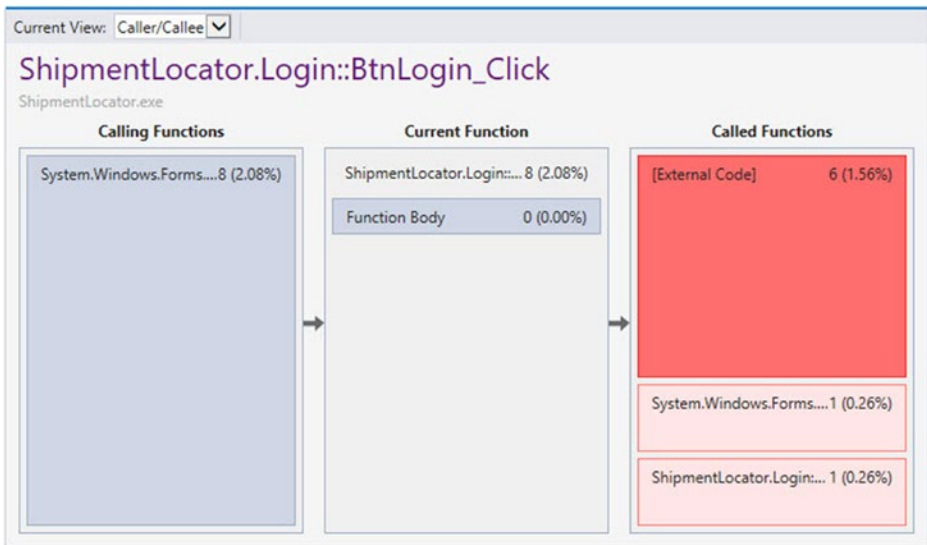 Current View: Caller/Callee
ShipmentLocator.Login::BtnLogin_Click
ShipmentLocator.exe
Calling Functions
Current Function
Called Functions
System.Windows.Forms....8 (2.08%)
ShipmentLocator.Login::... 8 (2.08%)
Function Body 0 (0.00%)
[External Code] 6 (1.56%)
System.Windows.Forms....1 (0.26%)
ShipmentLocator.Login:... 1 (0.26%)